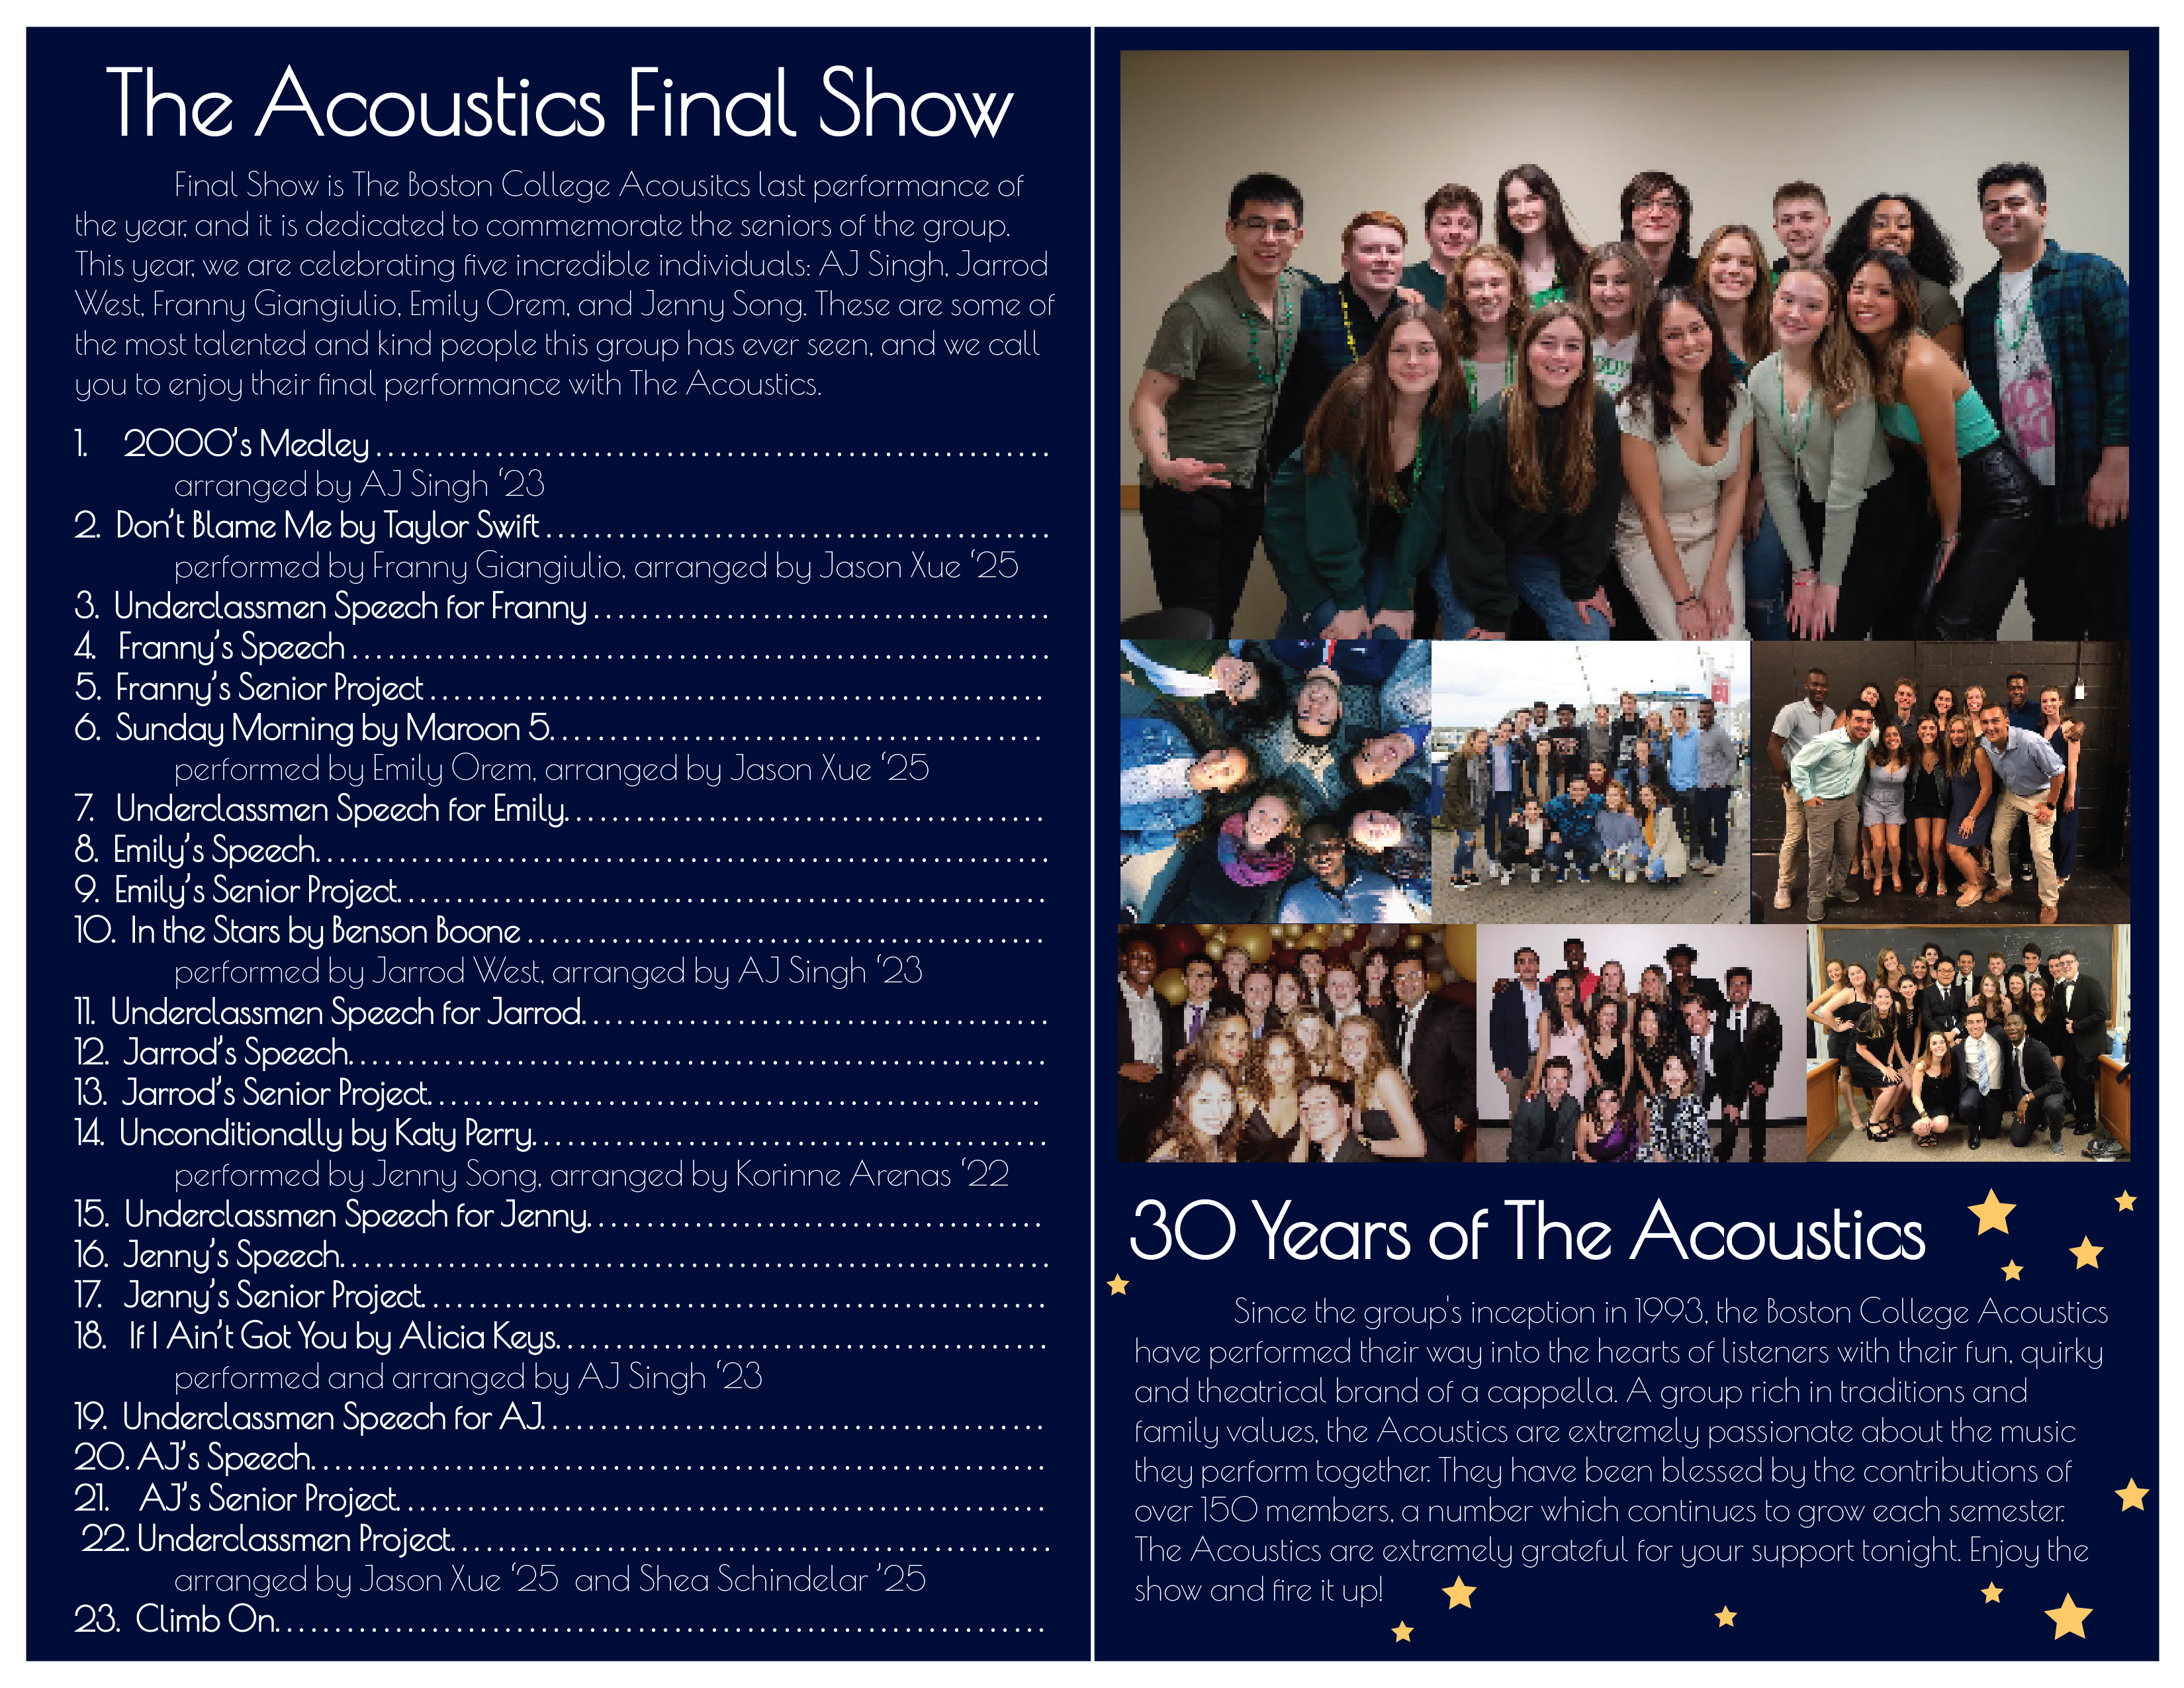 The Acoustics Final Show
Final Show is The Boston College Acousitcs last performance of
the year, and it is dedicated to commemorate the seniors of the group.
This year, we are celebrating five incredible individuals: AJ Singh, Jarrod
West, Franny Giangiulio, Emily Orem, and Jenny Song. These are some of
the most talented and kind people this group has ever seen, and we call
you to enjoy their final performance with The Acoustics.
1. 2000's Medley . . . . . . . . . . . . . . . . . . . . . . . . . . . . . .
arranged by AJ Singh ‘23
2. Don't Blame Me by Taylor Swift . . . . . . . . . . . . . . . . . . . .
performed by Franny Giangiulio, arranged by Jason Xue ‘25
3. Underclassmen Speech for Franny . . . . . . . . . . . . . . . . . . . .
4. Franny's Speech . . . . . . . . . . . . . . . . . . . . . . . . . . . . . .
5. Franny's Senior Project . . . . . . . . . . . . . . . . . . . . . . . . . .
6. Sunday Morning by Maroon 5. . . . . . . . . . . . . . . . . . . . . .
performed by Emily Orem, arranged by Jason Xue ‘25
7. Underclassmen Speech for Emily. . . . . . . . . . . . . . . . . . . .
8. Emily's Speech. . . . . . . . . . . . . . . . . . . . . . . . . . . . . . .
9. Emily's Senior Project. . . . . . . . . . . . . . . . . . . . . . . . . . .
10. In the Stars by Benson Boone . . . . . . . . . . . . . . . . . . . . . .
performed by Jarrod West, arranged by AJ Singh ‘23
11. Underclassmen Speech for Jarrod. . . . . . . . . . . . . . . . . . . .
12. Jarrod's Speech. . . . . . . . . . . . . . . . . . . . . . . . . . . . . .
13. Jarrod's Senior Project. . . . . . . . . . . . . . . . . . . . . . . . . .
14. Unconditionally by Katy Perry. . . . . . . . . . . . . . . . . . . . . .
performed by Jenny Song, arranged by Korinne Arenas ‘22
15. Underclassmen Speech for Jenny. . . . . . . . . . . . . . . . . . . .
16. Jenny's Speech. . . . . . . . . . . . . . . . . . . . . . . . . . . . . .
17. Jenny's Senior Project. . . . . . . . . . . . . . . . . . . . . . . . . .
18. If I Ain't Got You by Alicia Keys. . . . . . . . . . . . . . . . . . . . .
performed and arranged by AJ Singh ‘23
19. Underclassmen Speech for AJ. . . . . . . . . . . . . . . . . . . . . .
20. AJ's Speech. . . . . . . . . . . . . . . . . . . . . . . . . . . . . . .
21. AJ's Senior Project. . . . . . . . . . . . . . . . . . . . . . . . . . .
22. Underclassmen Project. . . . . . . . . . . . . . . . . . . . . . . . .
arranged by Jason Xue ‘25 and Shea Schindelar ’25
23. Climb On. . . . . . . . . . . . . . . . . . . . . . . . . . . . . . . .
30 Years of The Acoustics
Since the group's inception in 1993, the Boston College Acoustics
have performed their way into the hearts of listeners with their fun, quirky
and theatrical brand of a cappella. A group rich in traditions and
family values, the Acoustics are extremely passionate about the music
they perform together. They have been blessed by the contributions of
over 150 members, a number which continues to grow each semester.
The Acoustics are extremely grateful for your support tonight. Enjoy the
show and fire it up!